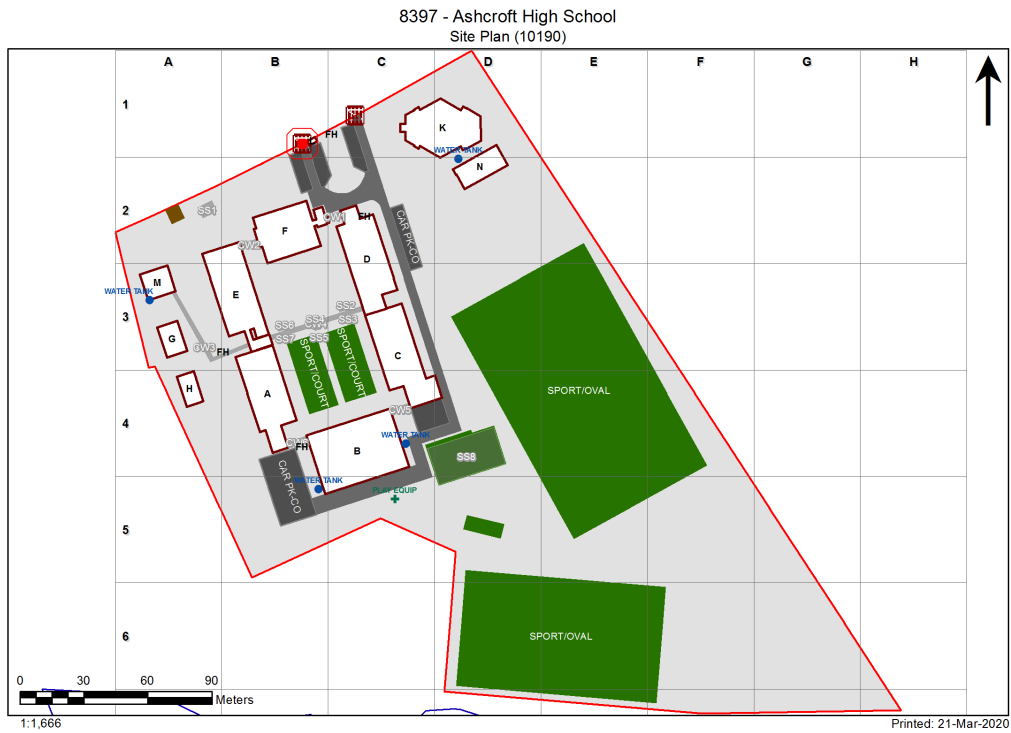 8397 - Ashcroft High School
Site Plan (10190)
A B C D E F G H
1
K
FH
WATER TANK
N
2
SS1
CW1
FH
CAR PK-CO
F
CW2
D
M
E
WATER TANK
3
SS2
SS6 SS4 SS3
SS7 SS5
G
CW3
FH
SPORT/COURT
SPORT/COURT
C
H
A
SPORT/OVAL
CW5
4
WATER TANK
FH
B
SS8
CAR PK-CO
WATER TANK
PLAY EQUIP
5
6
SPORT/OVAL
0 30 60 90
Meters
1:1,666
Printed: 21-Mar-2020